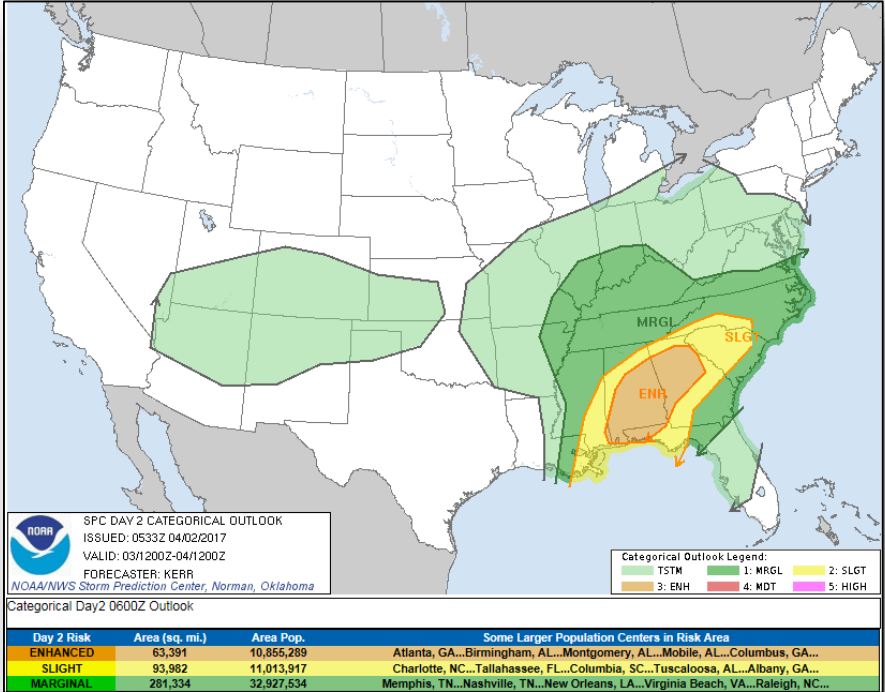 MRGL
SLGT
ENH
NOAA
SPC DAY 2 CATEGORICAL OUTLOOK
ISSUED: 0533Z 04/02/2017
VALID: 03/1200Z-04/1200Z
FORECASTER: KERR
NOAA/NWS Storm Prediction Center, Norman, Oklahoma
Categorical Outlook Legend:
TSTM 1: MRGL 2: SLGT
3: ENH 4: MDT 5: HIGH
Categorical Day2 0600Z Outlook
Day 2 Risk Area (sq. mi.) Area Pop. Some Larger Population Centers in Risk Area
ENHANCED 63,391 10,855,289 Atlanta, GA...Birmingham, AL...Montgomery, AL...Mobile, AL...Columbus, GA...
SLIGHT 93,982 11,013,917 Charlotte, NC...Tallahassee, FL...Columbia, SC...Tuscaloosa, AL...Albany, GA...
MARGINAL 281,334 32,927,534 Memphis, TN...Nashville, TN...New Orleans, LA...Virginia Beach, VA...Raleigh, NC...